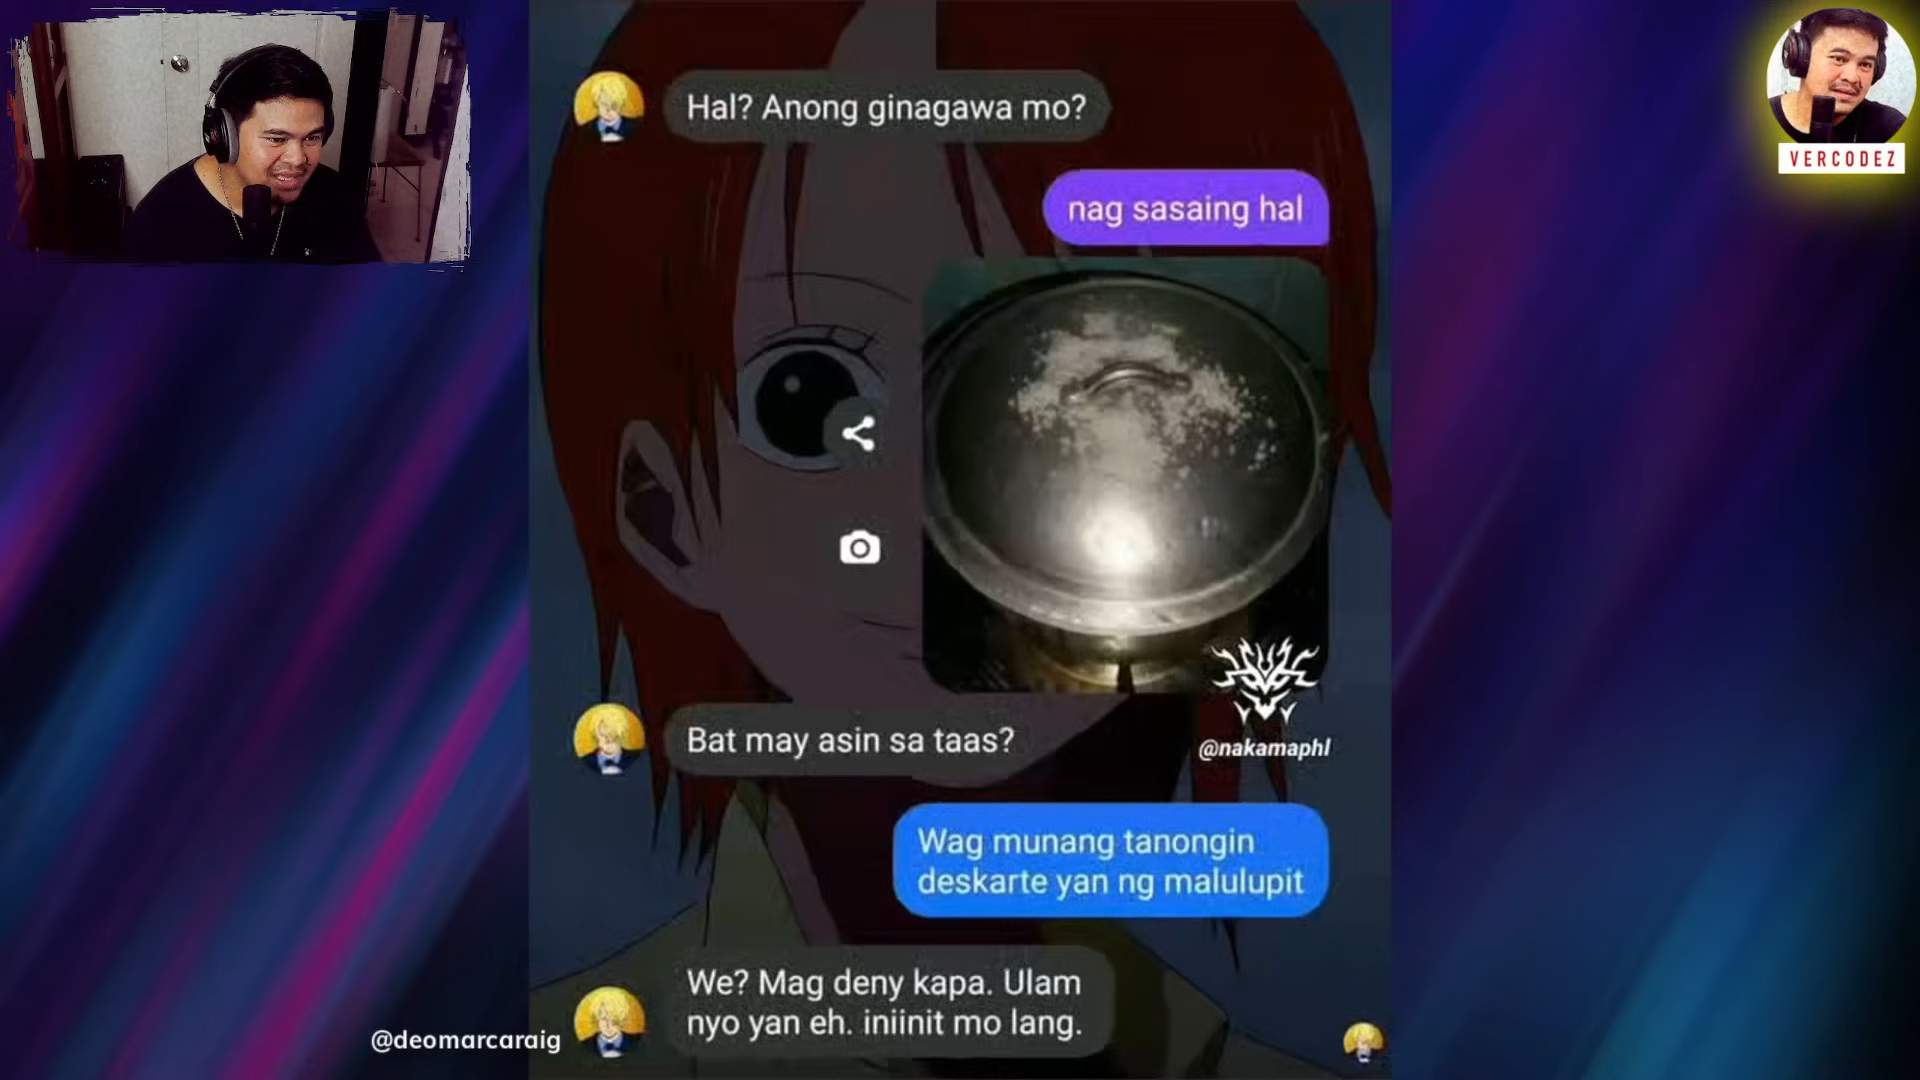 VERCODEZ
Hal? Anong ginagawa mo?
nag sasaing hal
Bat may asin sa taas?
@nakamaphl
Wag munang tanongin
deskarte yan ng malulupit
We? Mag deny kapa. Ulam
nyo yan eh. iniinit mo lang.
@deomarcaraig